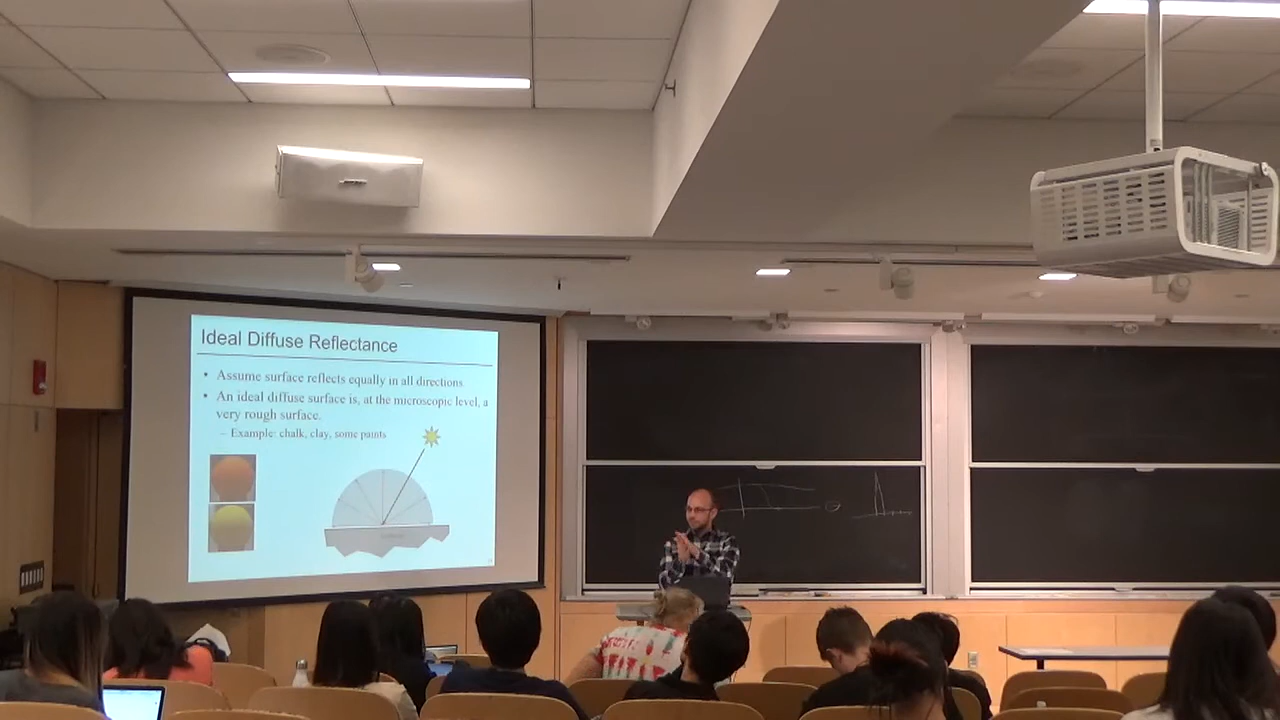 Ideal Diffuse Reflectance
• Assume surface reflects equally in all directions.
• An ideal diffuse surface is, at the microscopic level, a
very rough surface.
– Example: chalk, clay, some paints